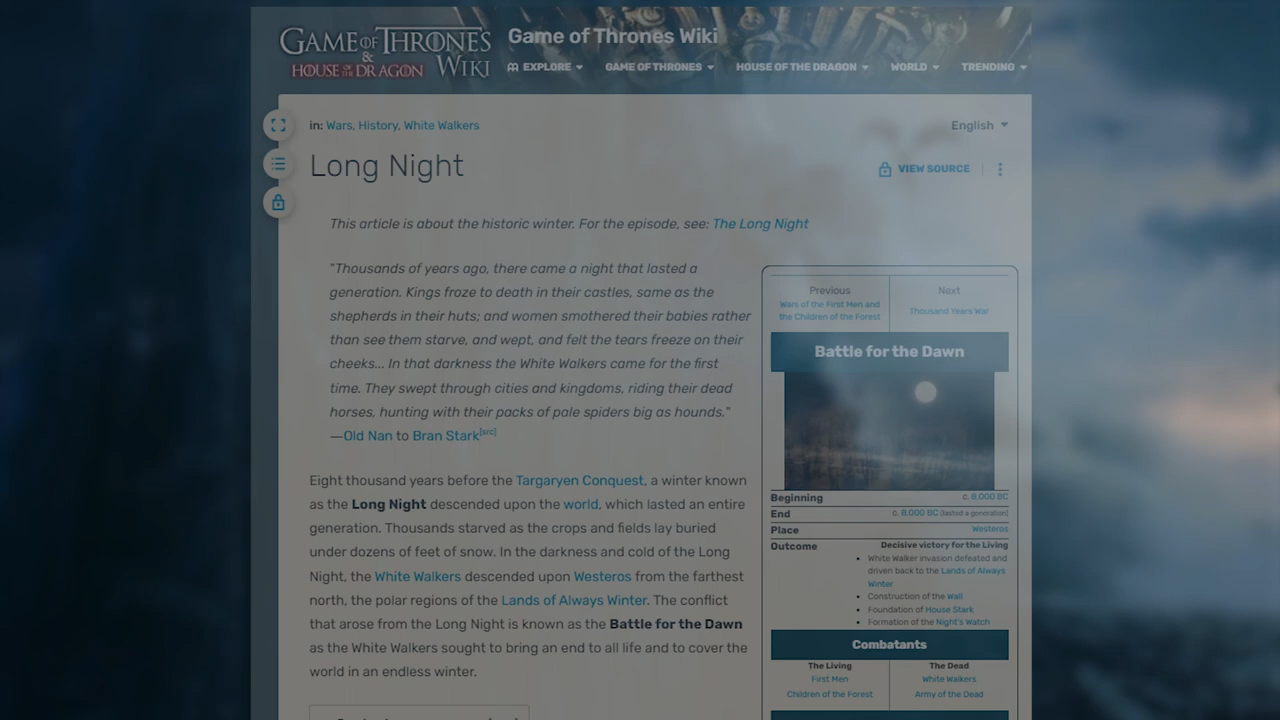 GAME OF THRONES
&
HOUSE OF THE DRAGON WIKI
Game of Thrones Wiki
EXPLORE GAME OF THRONES HOUSE OF THE DRAGON WORLD TRENDING
in: Wars, History, White Walkers
English
Long Night
VIEW SOURCE
This article is about the historic winter. For the episode, see: The Long Night
"Thousands of years ago, there came a night that lasted a
generation. Kings froze to death in their castles, same as the
shepherds in their huts; and women smothered their babies rather
than see them starve, and wept, and felt the tears freeze on their
cheeks... In that darkness the White Walkers came for the first
time. They swept through cities and kingdoms, riding their dead
horses, hunting with their packs of pale spiders big as hounds."
—Old Nan to Bran Stark[src]
Eight thousand years before the Targaryen Conquest, a winter known
as the Long Night descended upon the world, which lasted an entire
generation. Thousands starved as the crops and fields lay buried
under dozens of feet of snow. In the darkness and cold of the Long
Night, the White Walkers descended upon Westeros from the farthest
north, the polar regions of the Lands of Always Winter. The conflict
that arose from the Long Night is known as the Battle for the Dawn
as the White Walkers sought to bring an end to all life and to cover the
world in an endless winter.
Previous
Wars of the First Men and
the Children of the Forest
Next
Thousand Years War
Battle for the Dawn
Beginning c. 8,000 BC
End c. 8,000 BC (lasted a generation)
Place Westeros
Outcome Decisive victory for the Living
• White Walker invasion defeated and
driven back to the Lands of Always
Winter
• Construction of the Wall
• Foundation of House Stark
• Formation of the Night's Watch
Combatants
The Living
First Men
Children of the Forest
The Dead
White Walkers
Army of the Dead